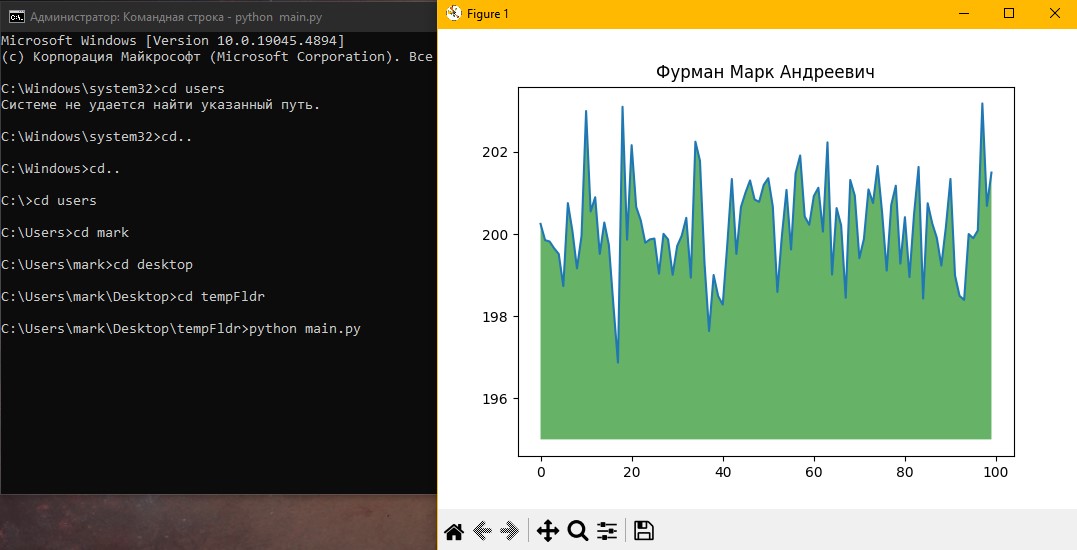 Администратор: Командная строка - python main.py
Microsoft Windows [Version 10.0.19045.4894]
(c) Корпорация Майкрософт (Microsoft Corporation). Все
C:\Windows\system32>cd users
Системе не удается найти указанный путь.
C:\Windows\system32>cd..
C:\Windows>cd..
C:\>cd users
C:\Users>cd mark
C:\Users\mark>cd desktop
C:\Users\mark\Desktop>cd tempFldr
C:\Users\mark\Desktop\tempFldr>python main.py
Figure 1
Фурман Марк Андреевич
202
200
198
196
0 20 40 60 80 100